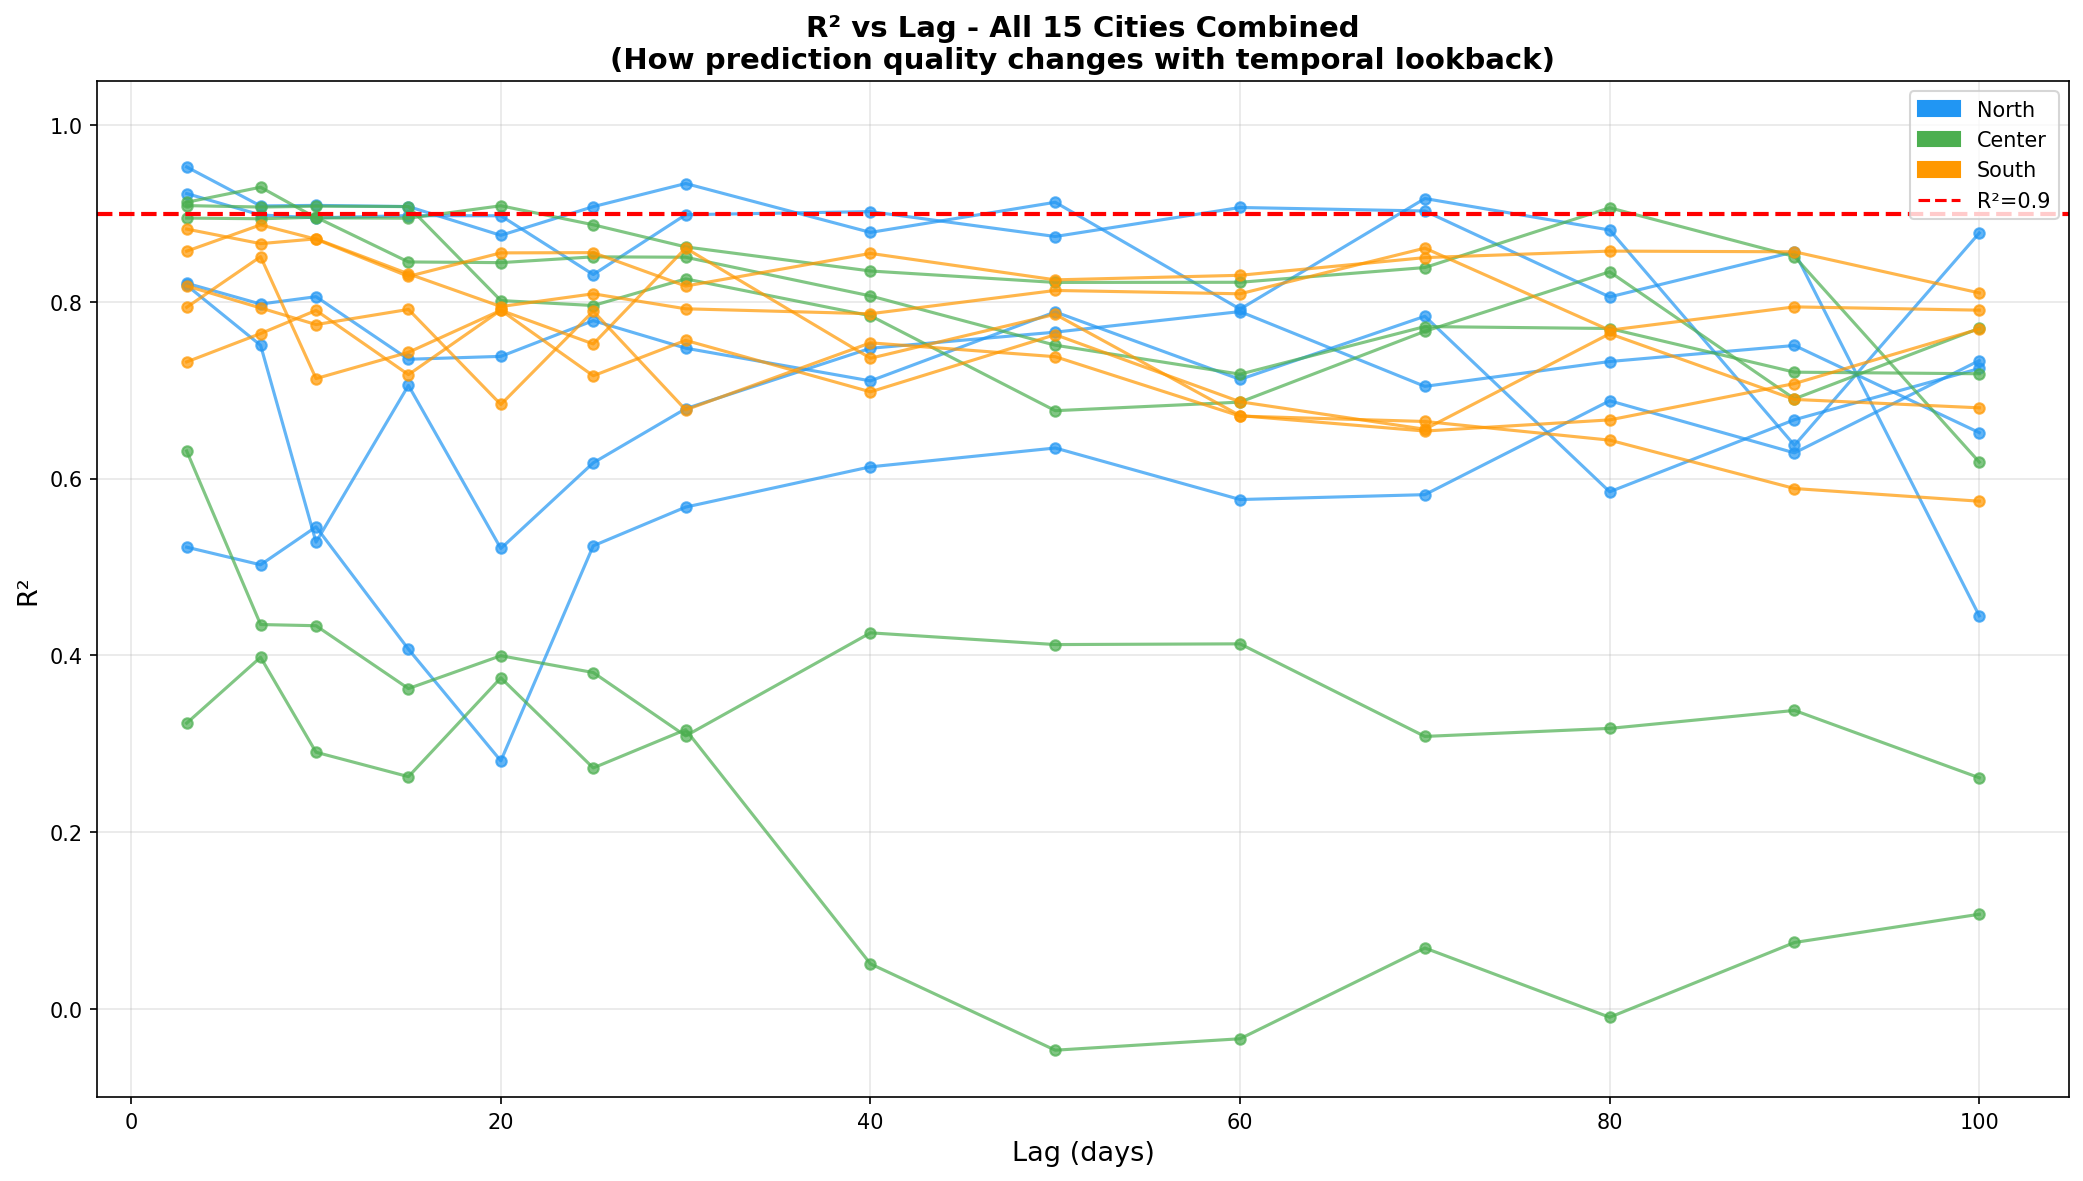 R² vs Lag - All 15 Cities Combined
(How prediction quality changes with temporal lookback)
North
Center
South
R²=0.9
R²
1.0
0.8
0.6
0.4
0.2
0.0
0
20
40
60
80
100
Lag (days)